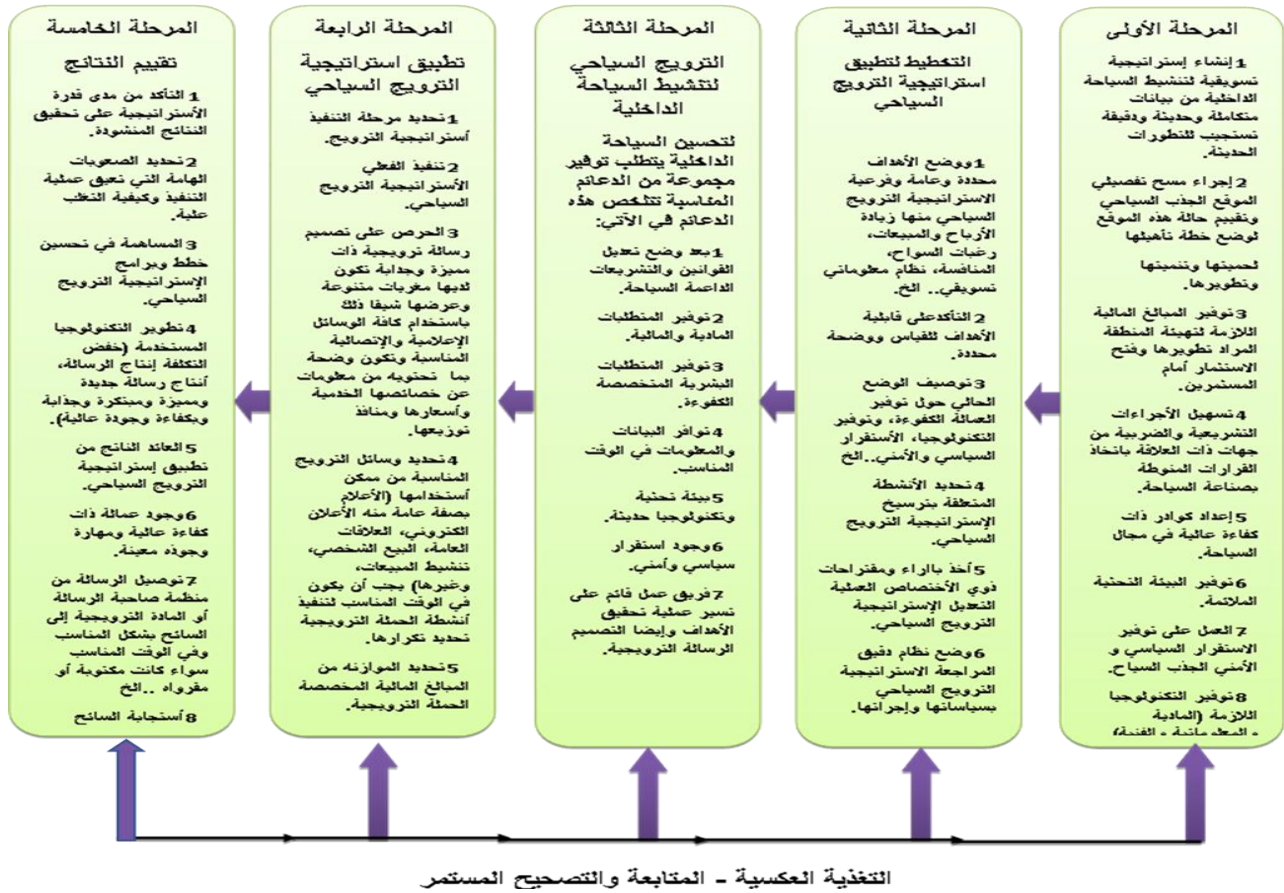 المرحلة الأولى
1 إنشاء إستراتيجية
تسويقية لتنشيط السياحة
الداخلية من بيانات
متكاملة وحديثة ودقيقة
تستجيب للتطورات
الحديثة.
2 إجراء مسح تفصيلي
الموقع الجذب السياحي
وتقييم حالة هذه الموقع
لوضع خطة تأهيلها
لحميتها وتنميتها
وتطويرها.
3 توفير المبالغ المالية
اللازمة لتهيئة المنطقة
المراد تطويرها وفتح
الاستثمار أمام
المستمرين.
4 تسهيل الأجراءات
التشريعية والضربية من
جهات ذات العلاقة باتخاذ
القرارات المنوطة
بصناعة السياحة.
5 إعداد كوادر ذات
كفاءة عالية في مجال
السياحة.
6 توفير البيئة التحتية
الملائمة.
7 العمل على توفير
الاستقرار السياسي و
الأمني الجذب السياح.
8 توفير التكنولوجيا
اللازمة (المادية
والمعلوماتية والفنية)
المرحلة الثانية
التخطيط لتطبيق
استراتيجية الترويج
السياحي
1 ووضع الأهداف
محددة وعامة وفرعية
الاستراتيجية الترويج
السياحي منها زيادة
الأرباح والمبيعات،
رغبات السواح،
المنافسة، نظام معلوماتي
تسويقي.. الخ.
2 التأكدعلى قابلية
الأهداف للقياس ووضحة
محددة.
3 توصيف الوضع
الحالي حول توفير
العمالة الكفوءة، وتوفير
التكنولوجيا، الأستقرار
السياسي والأمني..الخ
4 تحديد الأنشطة
المتعلقة بترسيخ
الإستراتيجية الترويج
السياحي.
5 أخذ باراء ومقتراحات
ذوي الأختصاص العملية
التعديل الإستراتيجية
الترويج السياحي.
6 وضع نظام دقيق
المراجعة الاستراتيجية
الترويج السياحي
بسياساتها وإجراتها.
المرحلة الثالثة
الترويج السياحي
لتنشيط السياحة
الداخلية
لتحسين السياحة
الداخلية يتطلب توفير
مجموعة من الدعائم
المناسبة تتلخص هذه
الدعائم في الآتي:
1 بعد وضع تعديل
القوانين والتشريعات
الداعمة السياحة.
2 توفير المتطلبات
المادية والمالية.
3 توفير المتطلبات
البشرية المتخصصة
الكفوءة.
4 توافر البيانات
والمعلومات في الوقت
المناسب.
5 بيئة تحتية
وتكنولوجيا حديثة.
6 وجود استقرار
سياسي وأمني.
7 فريق عمل قائم على
تسير عملية تحقيق
الأهداف وإيضا التصميم
الرسالة الترويجية.
المرحلة الرابعة
تطبيق استراتيجية
الترويج السياحي
1 تحديد مرحلة التنفيذ
أستراتيجية الترويج.
2 تنفيذ الفعلي
الأستراتيجية الترويج
السياحي.
3 الحرص على تصميم
رسالة ترويجية ذات
مميزة وجذابة تكون
لديها مغريات متنوعة
وعرضها شيقا ذلك
باستخدام كافة الوسائل
الإعلامية والإتصالية
المناسبة وتكون وضحة
بما تحتويه من معلومات
عن خصائصها الخدمية
وأسعارها ومنافذ
توزيعها.
4 تحديد وسائل الترويج
المناسبة من ممكن
أستخدامها (الأعلام
بصفة عامة منه الأعلان
الكتروني، العلاقات
العامة، البيع الشخصي،
تنشيط المبيعات،
وغيرها) يجب أن يكون
في الوقت المناسب لتنفيذ
أنشطة الحملة الترويجية
تحديد تكرارها.
5 تحديد الموازنه من
المبالغ المالية المخصصة
الحملة الترويجية.
المرحلة الخامسة
تقييم النتائج
1 التأكد من مدى قدرة
الأستراتيجية على تحقيق
النتائج المنشودة.
2 تحديد الصعوبات
الهامة التي تعيق عملية
التنفيذ وكيفية التغلب
علية.
3 المساهمة في تحسين
خطط وبرامج
الإستراتيجية الترويج
السياحي.
4 تطوير التكنولوجيا
المستخدمة (خفض
التكلفة إنتاج الرسالة،
أنتاج رسالة جديدة
ومميزة ومبتكرة وجذابة
وبكفاءة وجودة عالية).
5 العائد الناتج من
تطبيق إستراتيجية
الترويج السياحي.
6 وجود عمالة ذات
كفاءة عالية ومهارة
وجوده معينة.
7 توصيل الرسالة من
منظمة صاحبة الرسالة
أو المادة الترويجية إلى
السائح بشكل المناسب
وفي الوقت المناسب
سواء كانت مكتوبة أو
مقرواه ..الخ
8 أستجابة السائح
التغذية العكسية - المتابعة والتصحيح المستمر